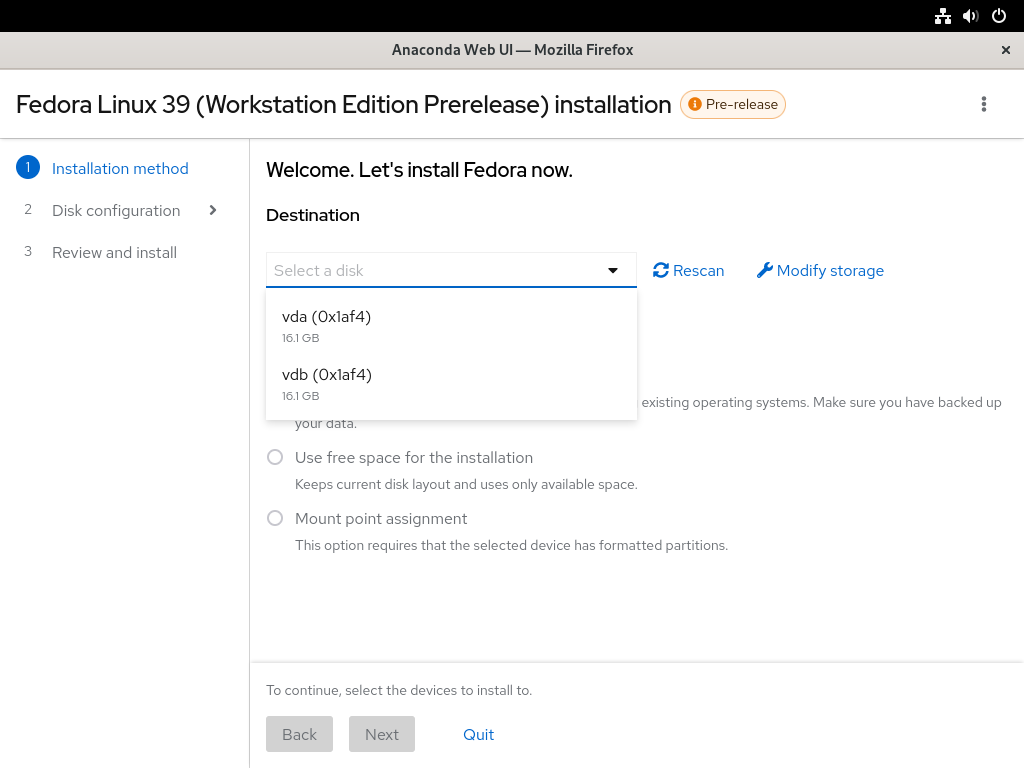 Anaconda Web UI — Mozilla Firefox
Fedora Linux 39 (Workstation Edition Prerelease) installation
Pre-release
1 Installation method
2 Disk configuration
3 Review and install
Welcome. Let's install Fedora now.
Destination
Select a disk
Rescan
Modify storage
vda (0x1af4)
16.1 GB
vdb (0x1af4)
16.1 GB
existing operating systems. Make sure you have backed up
your data.
Use free space for the installation
Keeps current disk layout and uses only available space.
Mount point assignment
This option requires that the selected device has formatted partitions.
To continue, select the devices to install to.
Back
Next
Quit